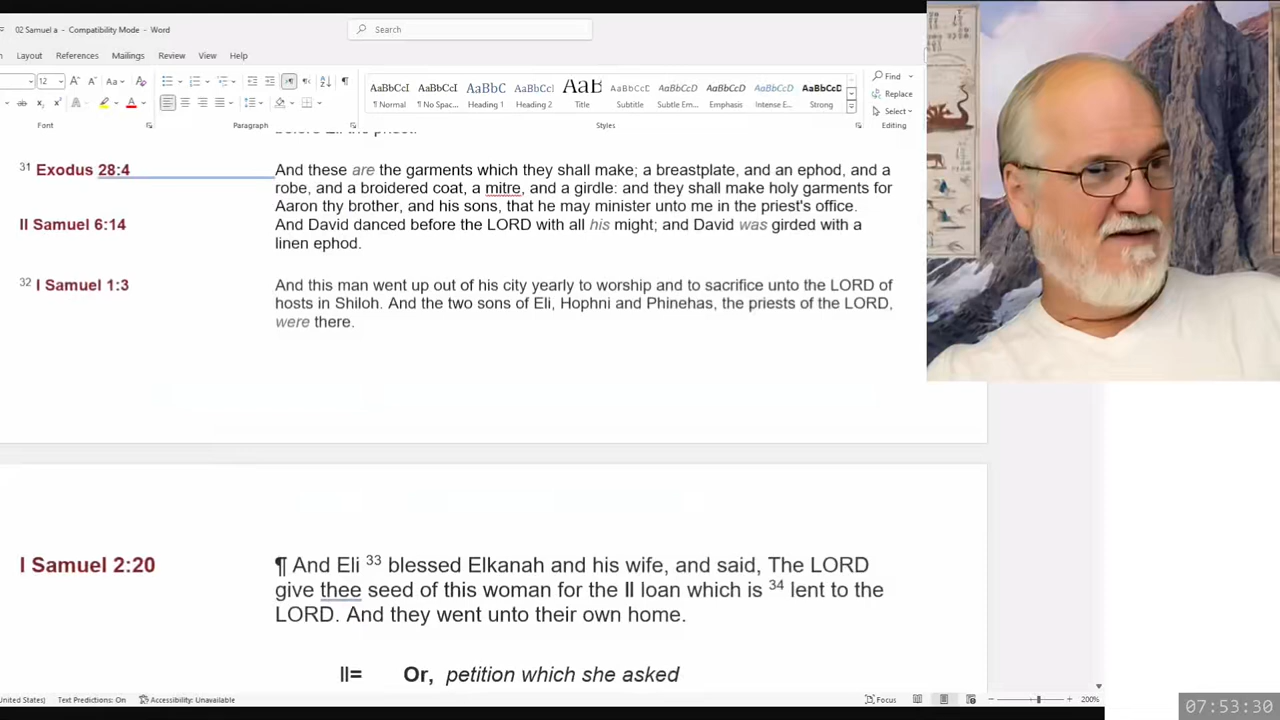 02 Samuel a - Compatibility Mode - Word
Search
Layout References Mailings Review View Help
12 Aa
AaBbCcI AaBbCcI AaBbC AaBbCcI AaB AaBbCcD AaBbCcD AaBbCcD AaBbCcD AaBbCcD
¶ Normal ¶ No Spac... Heading 1 Heading 2 Title Subtitle Subtle Em... Emphasis Intense E... Strong
Find
Replace
Select
Font Paragraph Styles Editing
before Eli the priest.
31 Exodus 28:4 And these are the garments which they shall make; a breastplate, and an ephod, and a
robe, and a broidered coat, a mitre, and a girdle: and they shall make holy garments for
Aaron thy brother, and his sons, that he may minister unto me in the priest's office.
II Samuel 6:14 And David danced before the LORD with all his might; and David was girded with a
linen ephod.
32 I Samuel 1:3 And this man went up out of his city yearly to worship and to sacrifice unto the LORD of
hosts in Shiloh. And the two sons of Eli, Hophni and Phinehas, the priests of the LORD,
were there.
I Samuel 2:20 ¶ And Eli 33 blessed Elkanah and his wife, and said, The LORD
give thee seed of this woman for the ll loan which is 34 lent to the
LORD. And they went unto their own home.
ll= Or, petition which she asked
United States) Text Predictions: On Accessibility: Unavailable Focus 200%
07:53:30